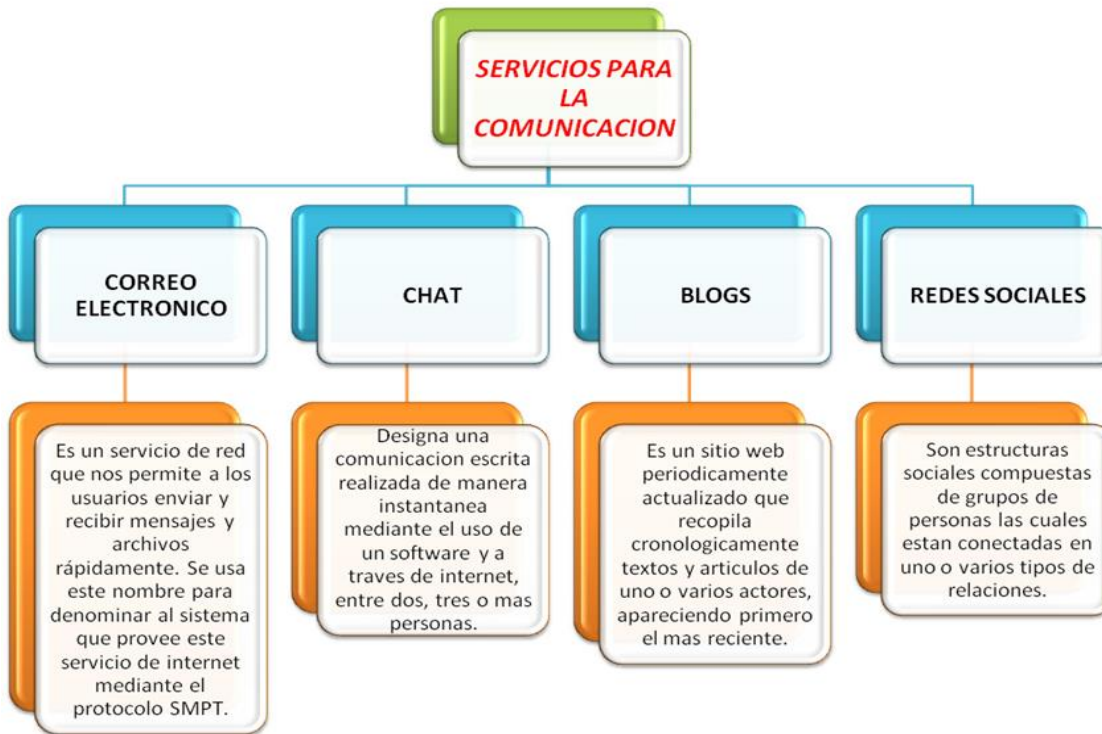 SERVICIOS PARA
LA
COMUNICACION
CORREO
ELECTRONICO
CHAT
BLOGS
REDES SOCIALES
Es un servicio de red
que nos permite a los
usuarios enviar y
recibir mensajes y
archivos
rápidamente. Se usa
este nombre para
denominar al sistema
que provee este
servicio de internet
mediante el
protocolo SMPT.
Designa una
comunicacion escrita
realizada de manera
instantanea
mediante el uso de
un software y a
traves de internet,
entre dos, tres o mas
personas.
Es un sitio web
periodicamente
actualizado que
recopila
cronologicamente
textos y articulos de
uno o varios actores,
apareciendo primero
el mas reciente.
Son estructuras
sociales compuestas
de grupos de
personas las cuales
estan conectadas en
uno o varios tipos de
relaciones.